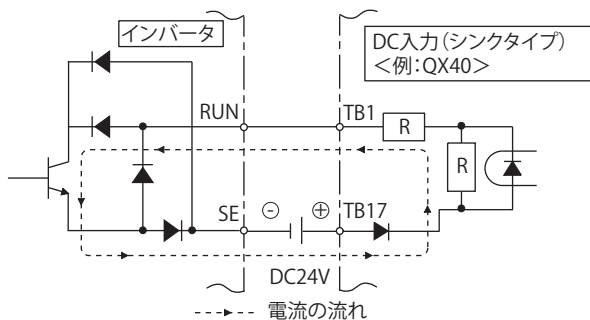 インバータ
DC入力（シンクタイプ）
＜例：QX40＞
RUN
TB1
R
R
SE
⊖
⊕
TB17
DC24V
電流の流れ